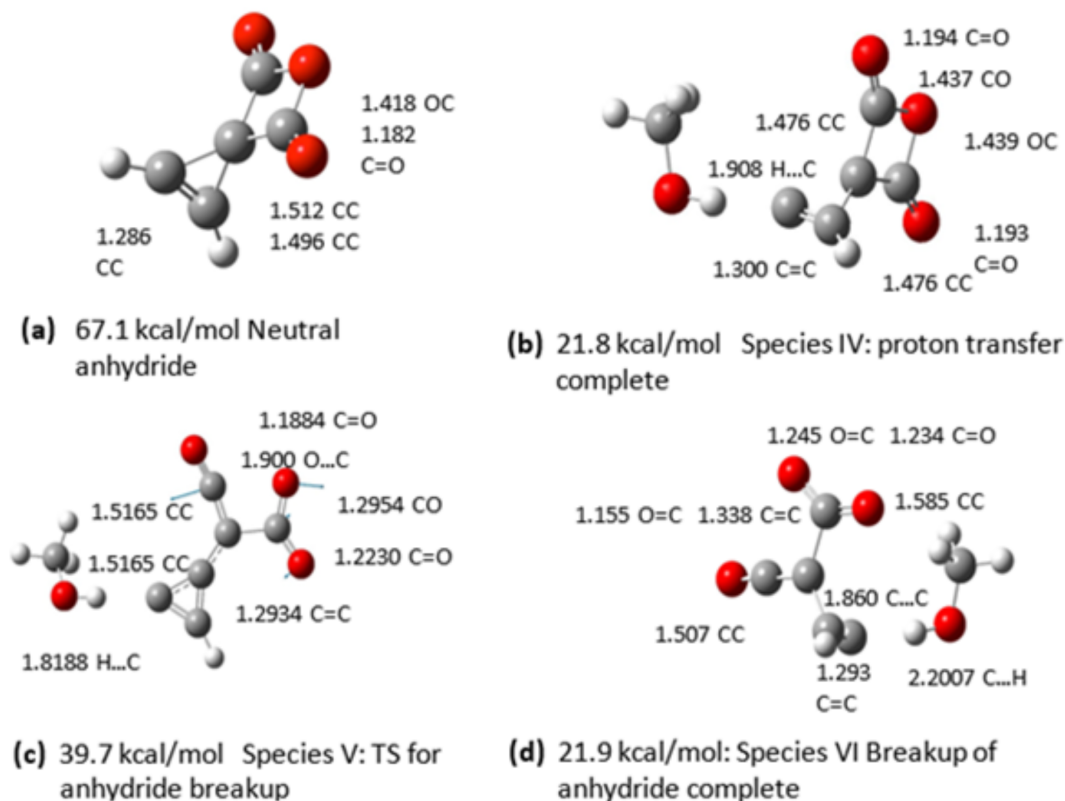 1.418 OC
1.182
C=O
1.512 CC
1.496 CC
1.286
CC
(a) 67.1 kcal/mol Neutral
anhydride
1.194 C=O
1.437 CO
1.476 CC
1.439 OC
1.908 H...C
1.193
C=O
1.300 C=C
1.476 CC
(b) 21.8 kcal/mol Species IV: proton transfer
complete
1.1884 C=O
1.900 O...C
1.5165 CC
1.2954 CO
1.5165 CC
1.2230 C=O
1.2934 C=C
1.8188 H...C
(c) 39.7 kcal/mol Species V: TS for
anhydride breakup
1.245 O=C 1.234 C=O
1.585 CC
1.155 O=C 1.338 C=C
1.860 C...C
1.507 CC
1.293
C=C
2.2007 C...H
(d) 21.9 kcal/mol: Species VI Breakup of
anhydride complete